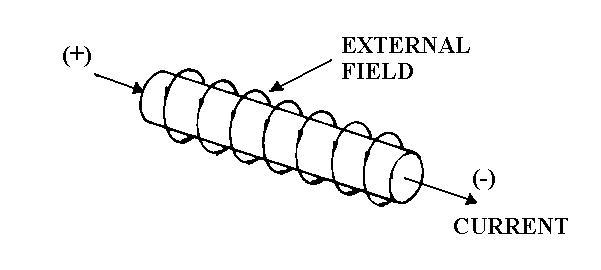 (+)
EXTERNAL
FIELD
(-)
CURRENT